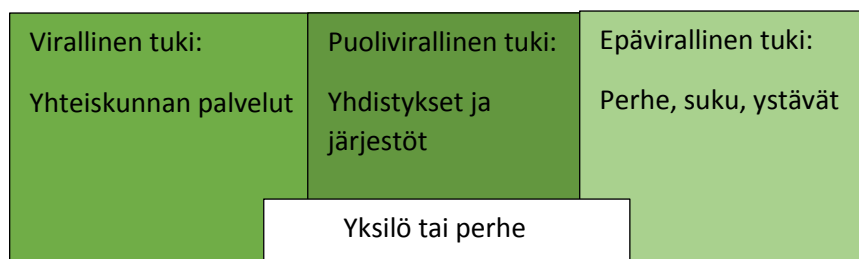 Virallinen tuki:
Yhteiskunnan palvelut
Puolivirallinen tuki:
Yhdistykset ja
järjestöt
Epävirallinen tuki:
Perhe, suku, ystävät
Yksilö tai perhe